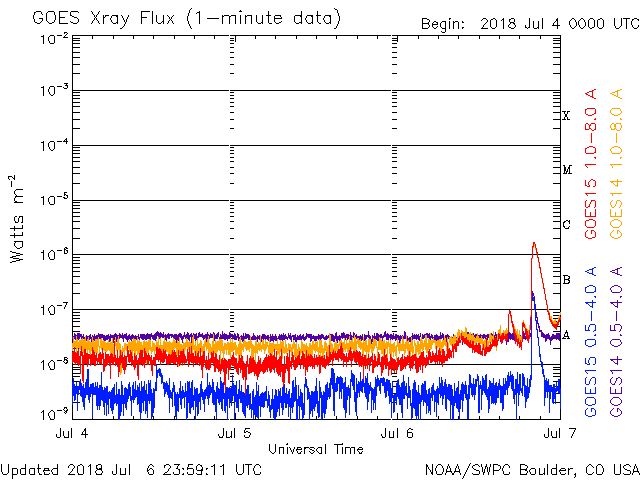 GOES Xray Flux (1-minute data)
Begin: 2018 Jul 4 0000 UTC
10-2
10-3
10-4
10-5
10-6
10-7
10-8
10-9
Watts m-2
X
M
C
B
A
GOES15 1.0-8.0 A
GOES14 1.0-8.0 A
GOES15 0.5-4.0 A
GOES14 0.5-4.0 A
Jul 4
Jul 5
Jul 6
Jul 7
Universal Time
Updated 2018 Jul 6 23:59:11 UTC
NOAA/SWPC Boulder, CO USA